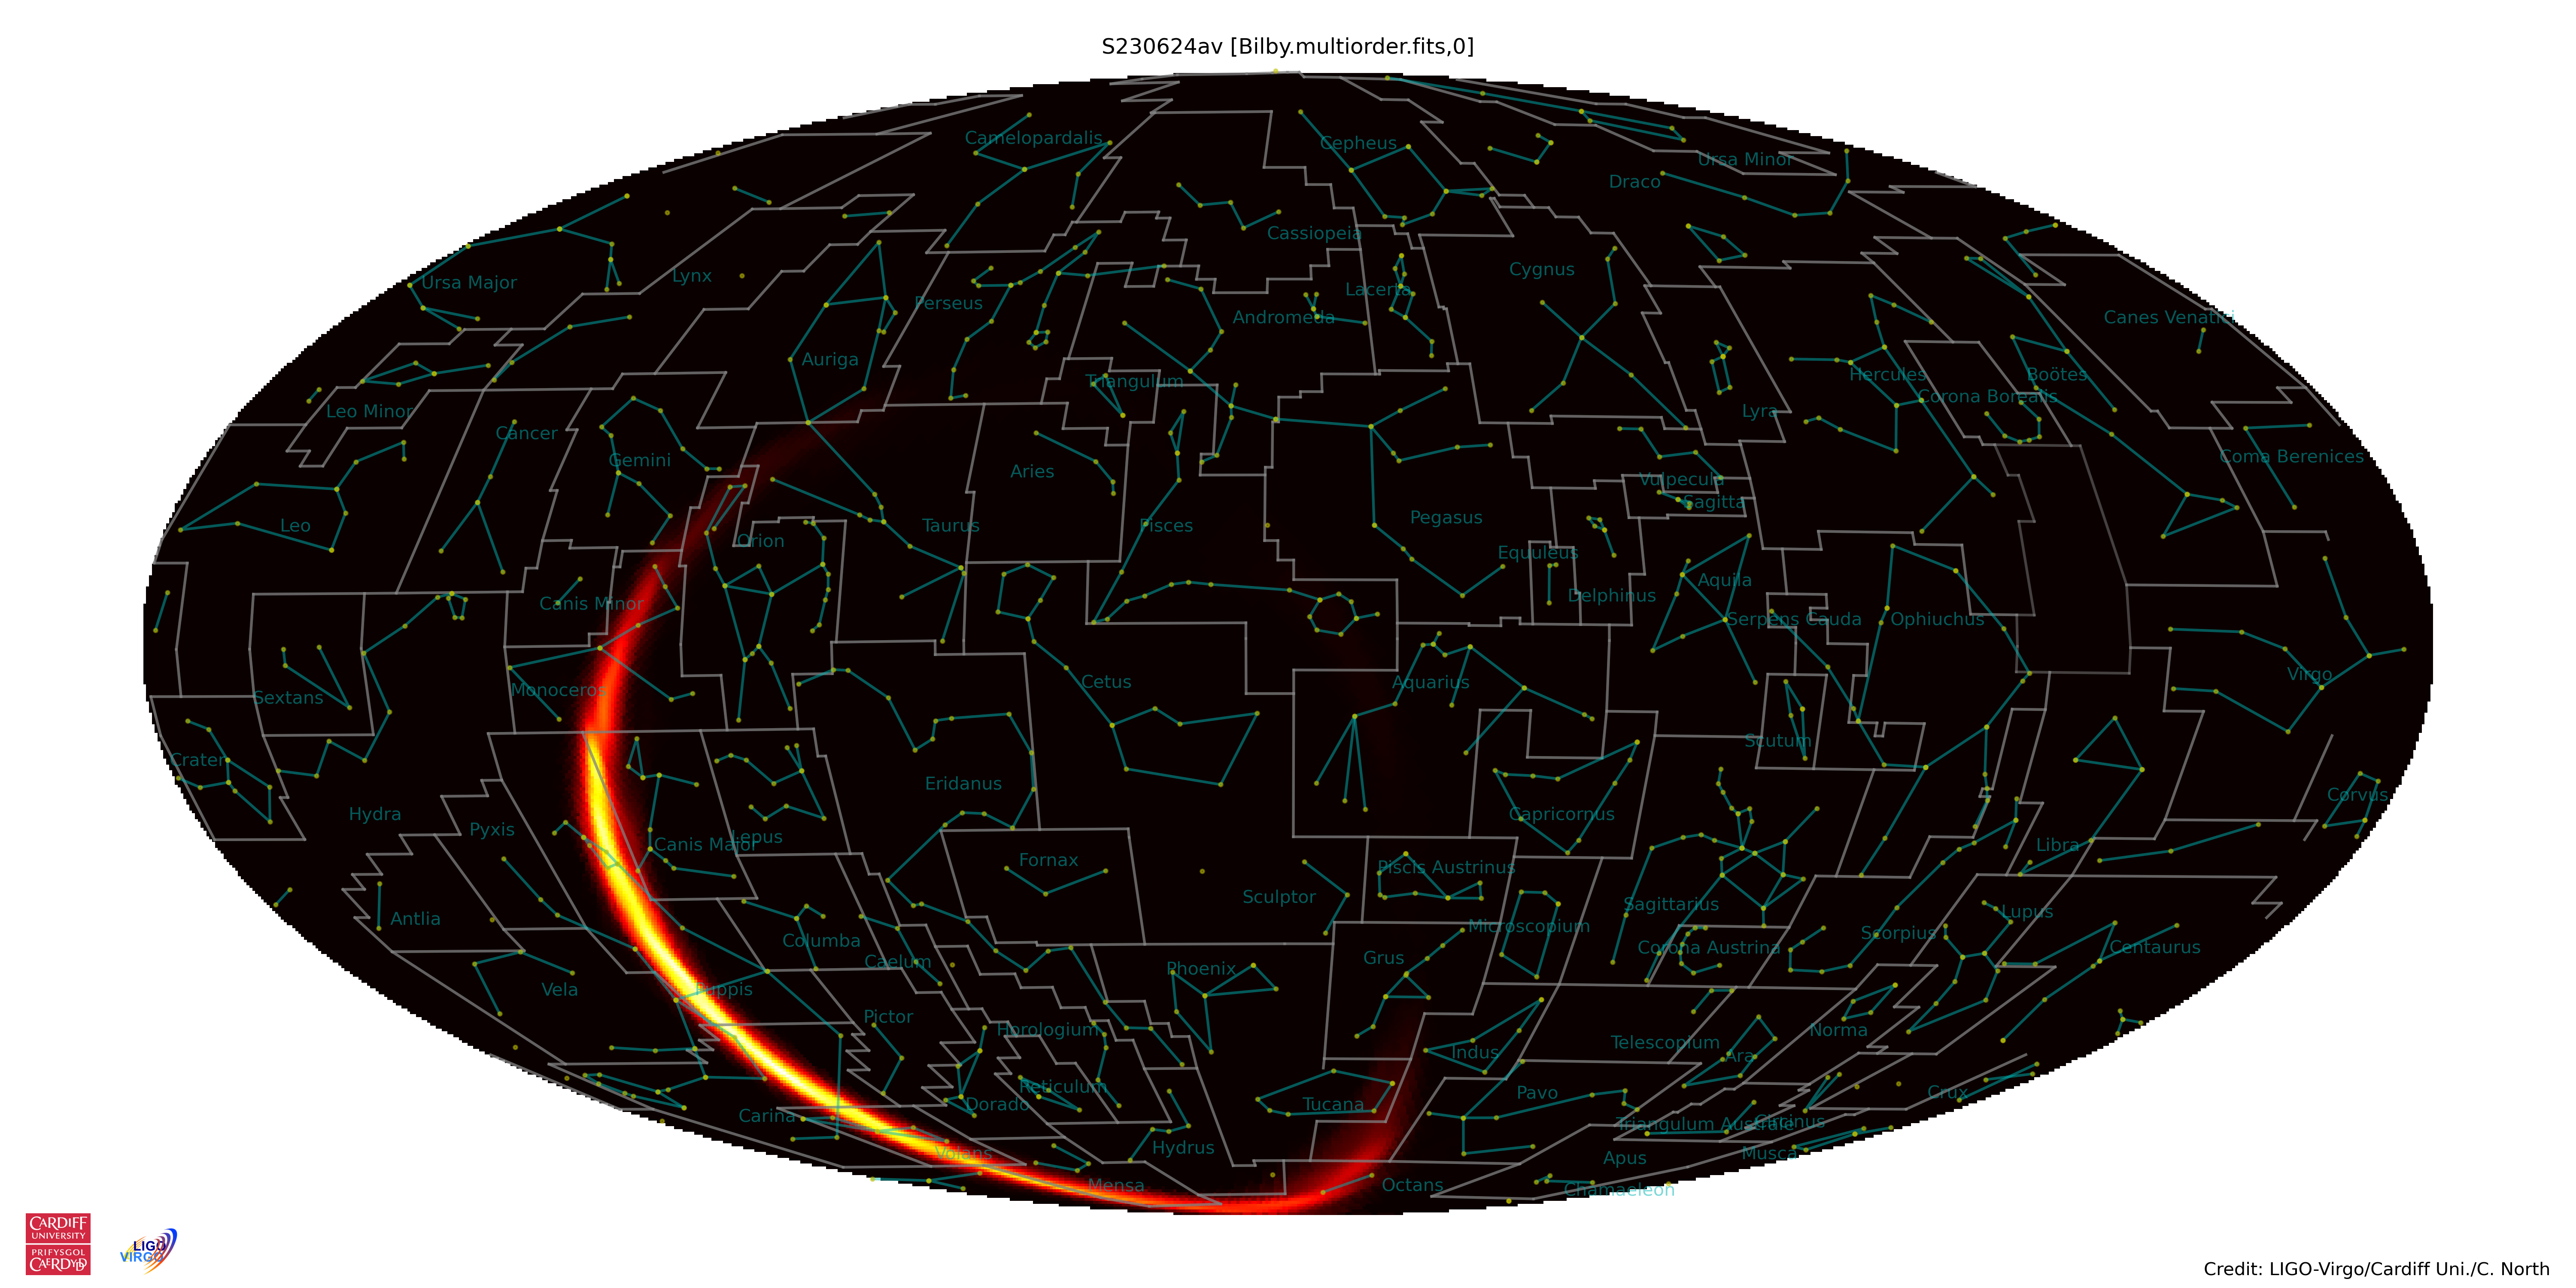 S230624av [Bilby.multiorder.fits,0]
Camelopardalis
Cepheus
Ursa Minor
Draco
Cassiopeia
Cygnus
Lynx
Ursa Major
Lacerta
Perseus
Andromeda
Canes Venatici
Auriga
Hercules
Boötes
Triangulum
Corona Borealis
Leo Minor
Lyra
Cancer
Coma Berenices
Gemini
Aries
Vulpecula
Sagitta
Pegasus
Leo
Taurus
Pisces
Orion
Equuleus
Aquila
Delphinus
Canis Minor
Serpens Cauda
Ophiuchus
Virgo
Cetus
Aquarius
Monoceros
Sextans
Scutum
Crater
Eridanus
Corvus
Hydra
Capricornus
Pyxis
Lepus
Canis Major
Libra
Fornax
Piscis Austrinus
Sculptor
Sagittarius
Lupus
Antlia
Microscopium
Scorpius
Columba
Corona Austrina
Centaurus
Grus
Caelum
Phoenix
Vela
Puppis
Pictor
Horologium
Norma
Telescopium
Indus
Ara
Reticulum
Pavo
Crux
Dorado
Tucana
Carina
Triangulum Australe
Circinus
Hydrus
Volans
Musca
Apus
Mensa
Octans
Chamaeleon
CARDIFF
UNIVERSITY
PRIFYSGOL
CAERDYDD
LIGO
VIRGO
Credit: LIGO-Virgo/Cardiff Uni./C. North